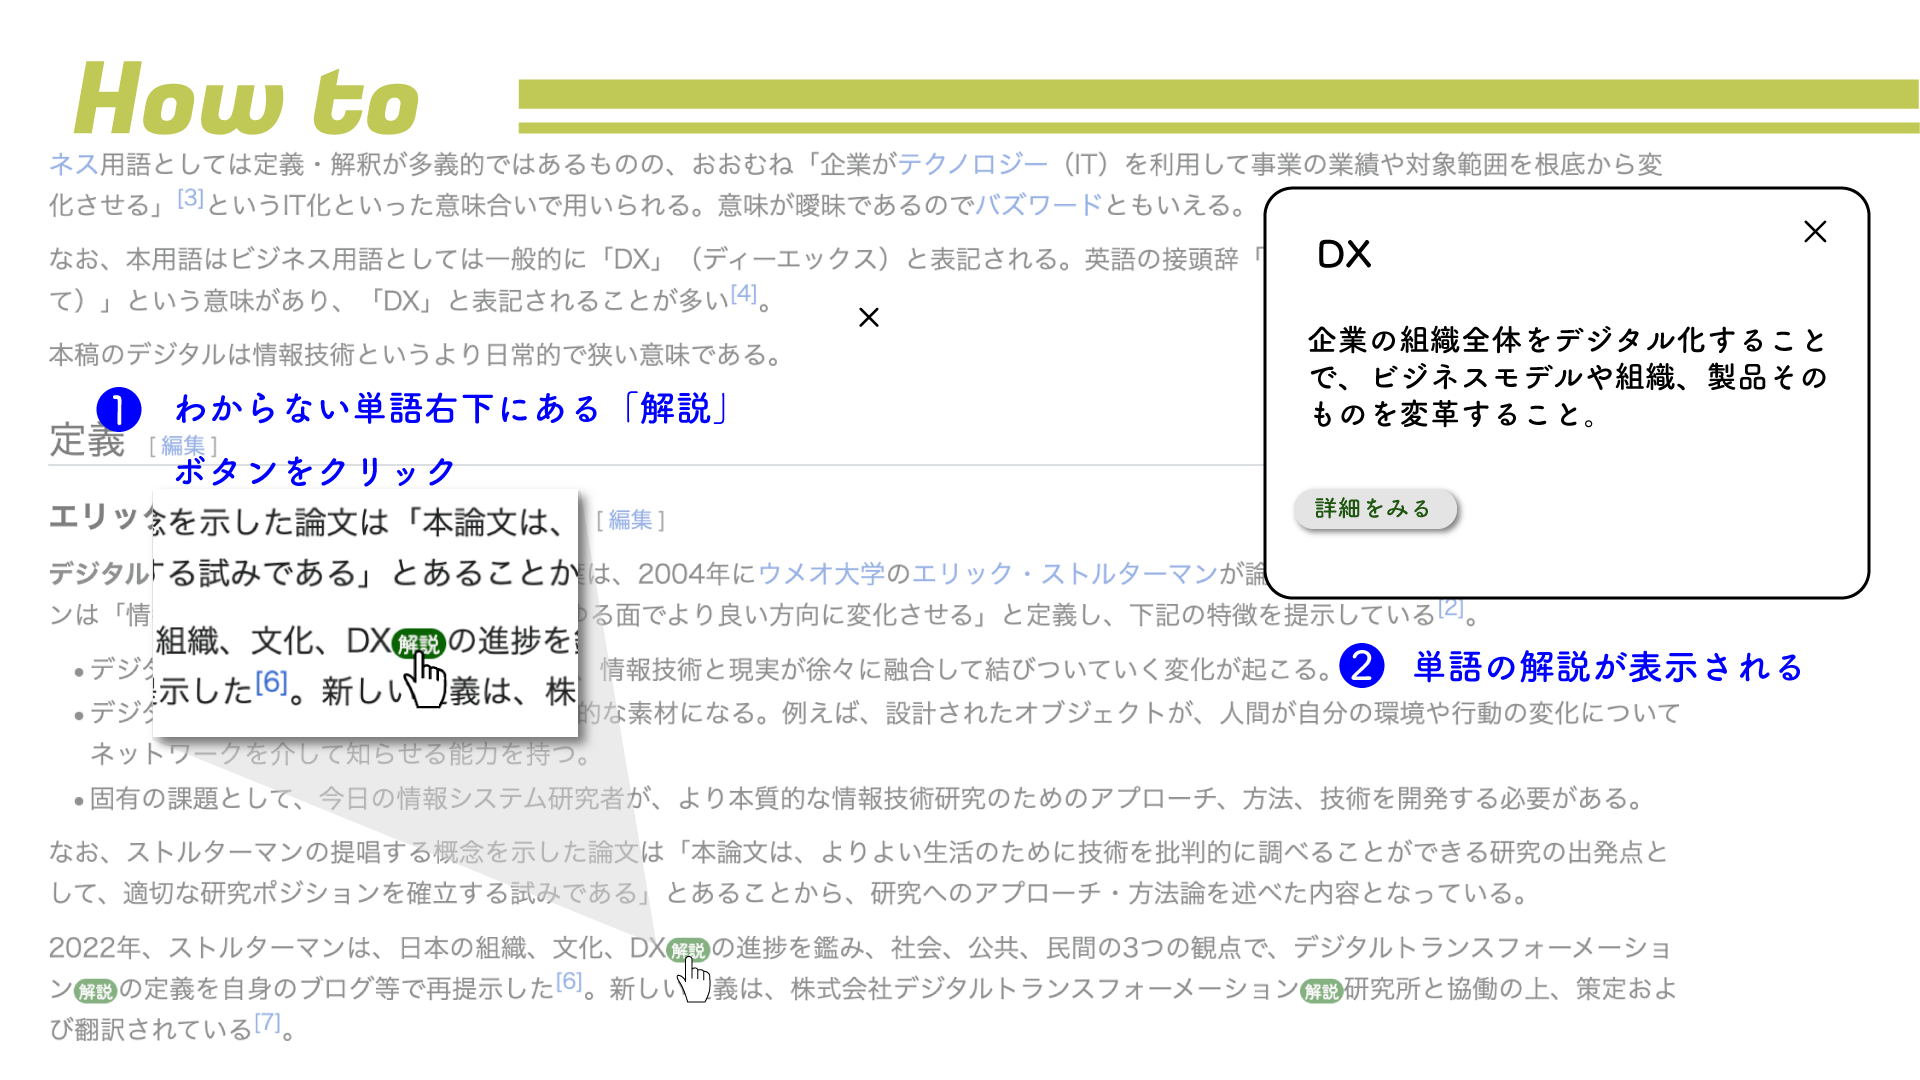 How to
ネス用語としては定義・解釈が多義的ではあるものの、おおむね「企業がテクノロジー（IT）を利用して事業の業績や対象範囲を根底から変
化させる」[3]というIT化といった意味合いで用いられる。意味が曖昧であるのでバズワードともいえる。
なお、本用語はビジネス用語としては一般的に「DX」（ディーエックス）と表記される。英語の接頭辞「
て）」という意味があり、「DX」と表記されることが多い[4]。
本稿のデジタルは情報技術というより日常的で狭い意味である。
×
DX
×
企業の組織全体をデジタル化すること
で、ビジネスモデルや組織、製品その
ものを変革すること。
詳細をみる
❶ わからない単語右下にある「解説」
ボタンをクリック
定義 [編集]
エリック
[編集]
念を示した論文は「本論文は、
する試みである」とあることか
組織、文化、DX解説の進捗を
示した[6]。新しい 義は、株
デジタル
は、2004年にウメオ大学のエリック・ストルターマンが論
ンは「情
る面でより良い方向に変化させる」と定義し、下記の特徴を提示している[2]。
❷ 単語の解説が表示される
•デジタ
、情報技術と現実が徐々に融合して結びついていく変化が起こる。
•デジタ
的な素材になる。例えば、設計されたオブジェクトが、人間が自分の環境や行動の変化について
ネットワークを介して知らせる能力を持つ。
•固有の課題として、今日の情報システム研究者が、より本質的な情報技術研究のためのアプローチ、方法、技術を開発する必要がある。
なお、ストルターマンの提唱する概念を示した論文は「本論文は、よりよい生活のために技術を批判的に調べることができる研究の出発点と
して、適切な研究ポジションを確立する試みである」とあることから、研究へのアプローチ・方法論を述べた内容となっている。
2022年、ストルターマンは、日本の組織、文化、DX解説の進捗を鑑み、社会、公共、民間の3つの観点で、デジタルトランスフォーメーショ
ン解説の定義を自身のブログ等で再提示した[6]。新しい 義は、株式会社デジタルトランスフォーメーション解説研究所と協働の上、策定およ
び翻訳されている[7]。